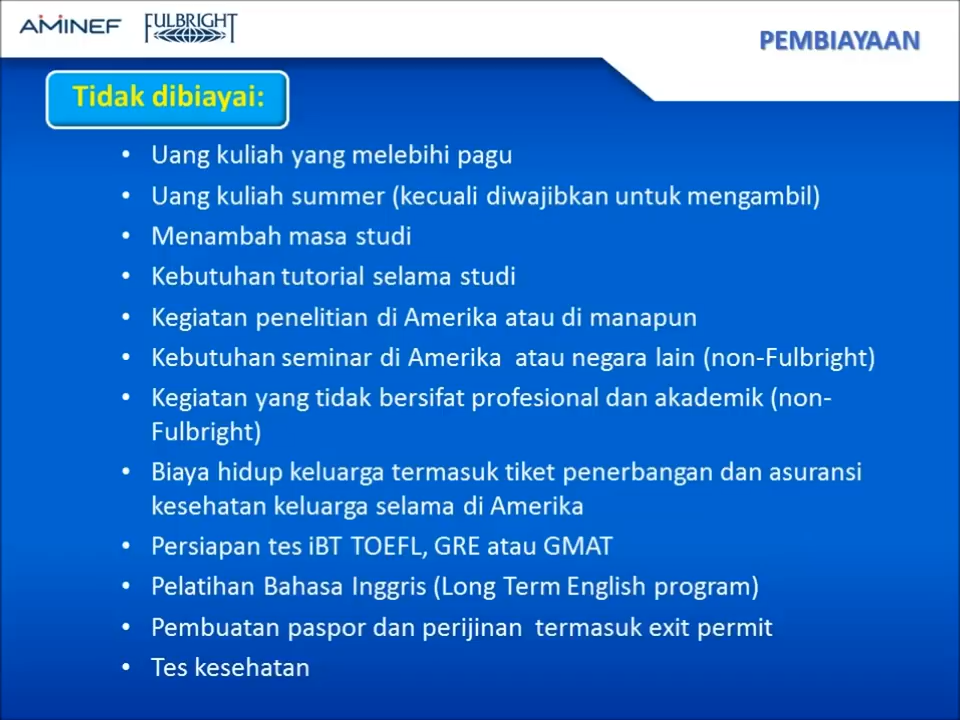 AMINEF FULBRIGHT
PEMBIAYAAN
Tidak dibiayai:
• Uang kuliah yang melebihi pagu
• Uang kuliah summer (kecuali diwajibkan untuk mengambil)
• Menambah masa studi
• Kebutuhan tutorial selama studi
• Kegiatan penelitian di Amerika atau di manapun
• Kebutuhan seminar di Amerika atau negara lain (non-Fulbright)
• Kegiatan yang tidak bersifat profesional dan akademik (non-
Fulbright)
• Biaya hidup keluarga termasuk tiket penerbangan dan asuransi
kesehatan keluarga selama di Amerika
• Persiapan tes iBT TOEFL, GRE atau GMAT
• Pelatihan Bahasa Inggris (Long Term English program)
• Pembuatan paspor dan perijinan termasuk exit permit
• Tes kesehatan